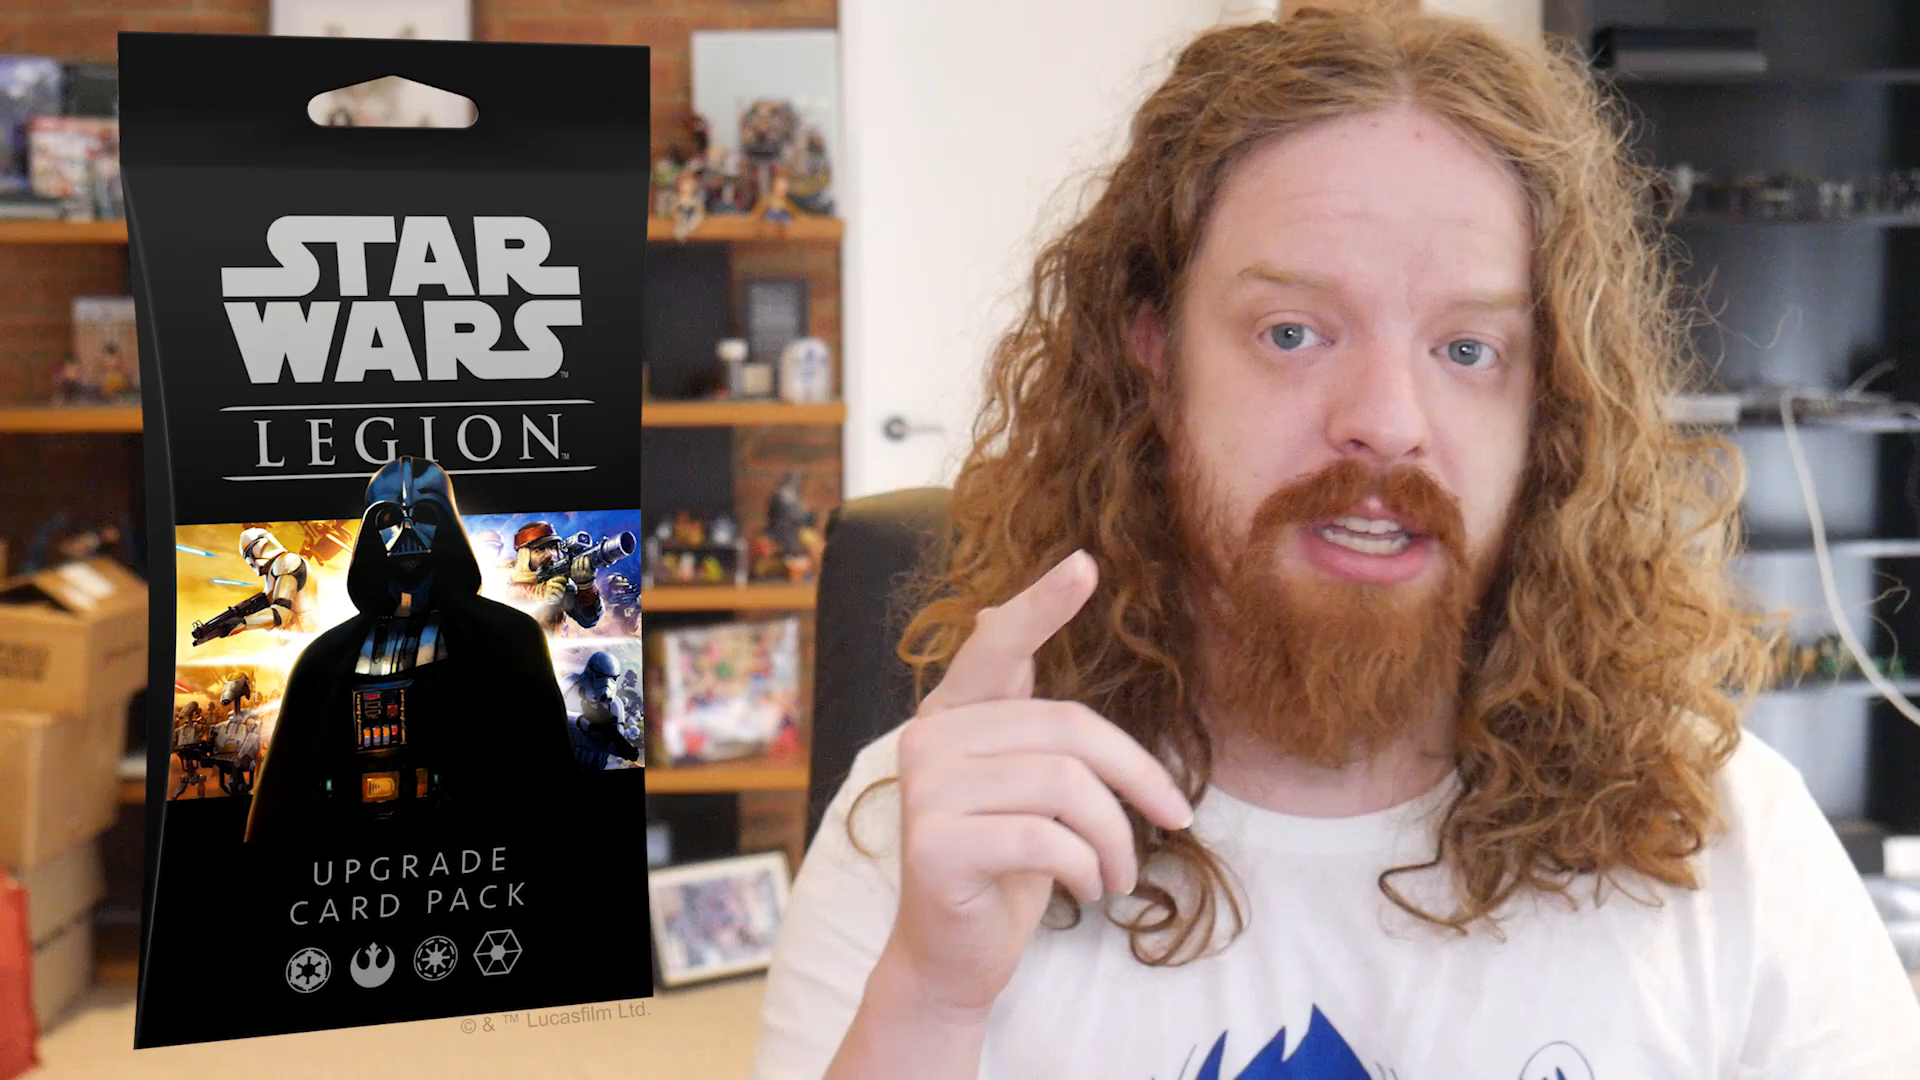 STAR
WARS
LEGION
UPGRADE
CARD PACK
© & ™ Lucasfilm Ltd.